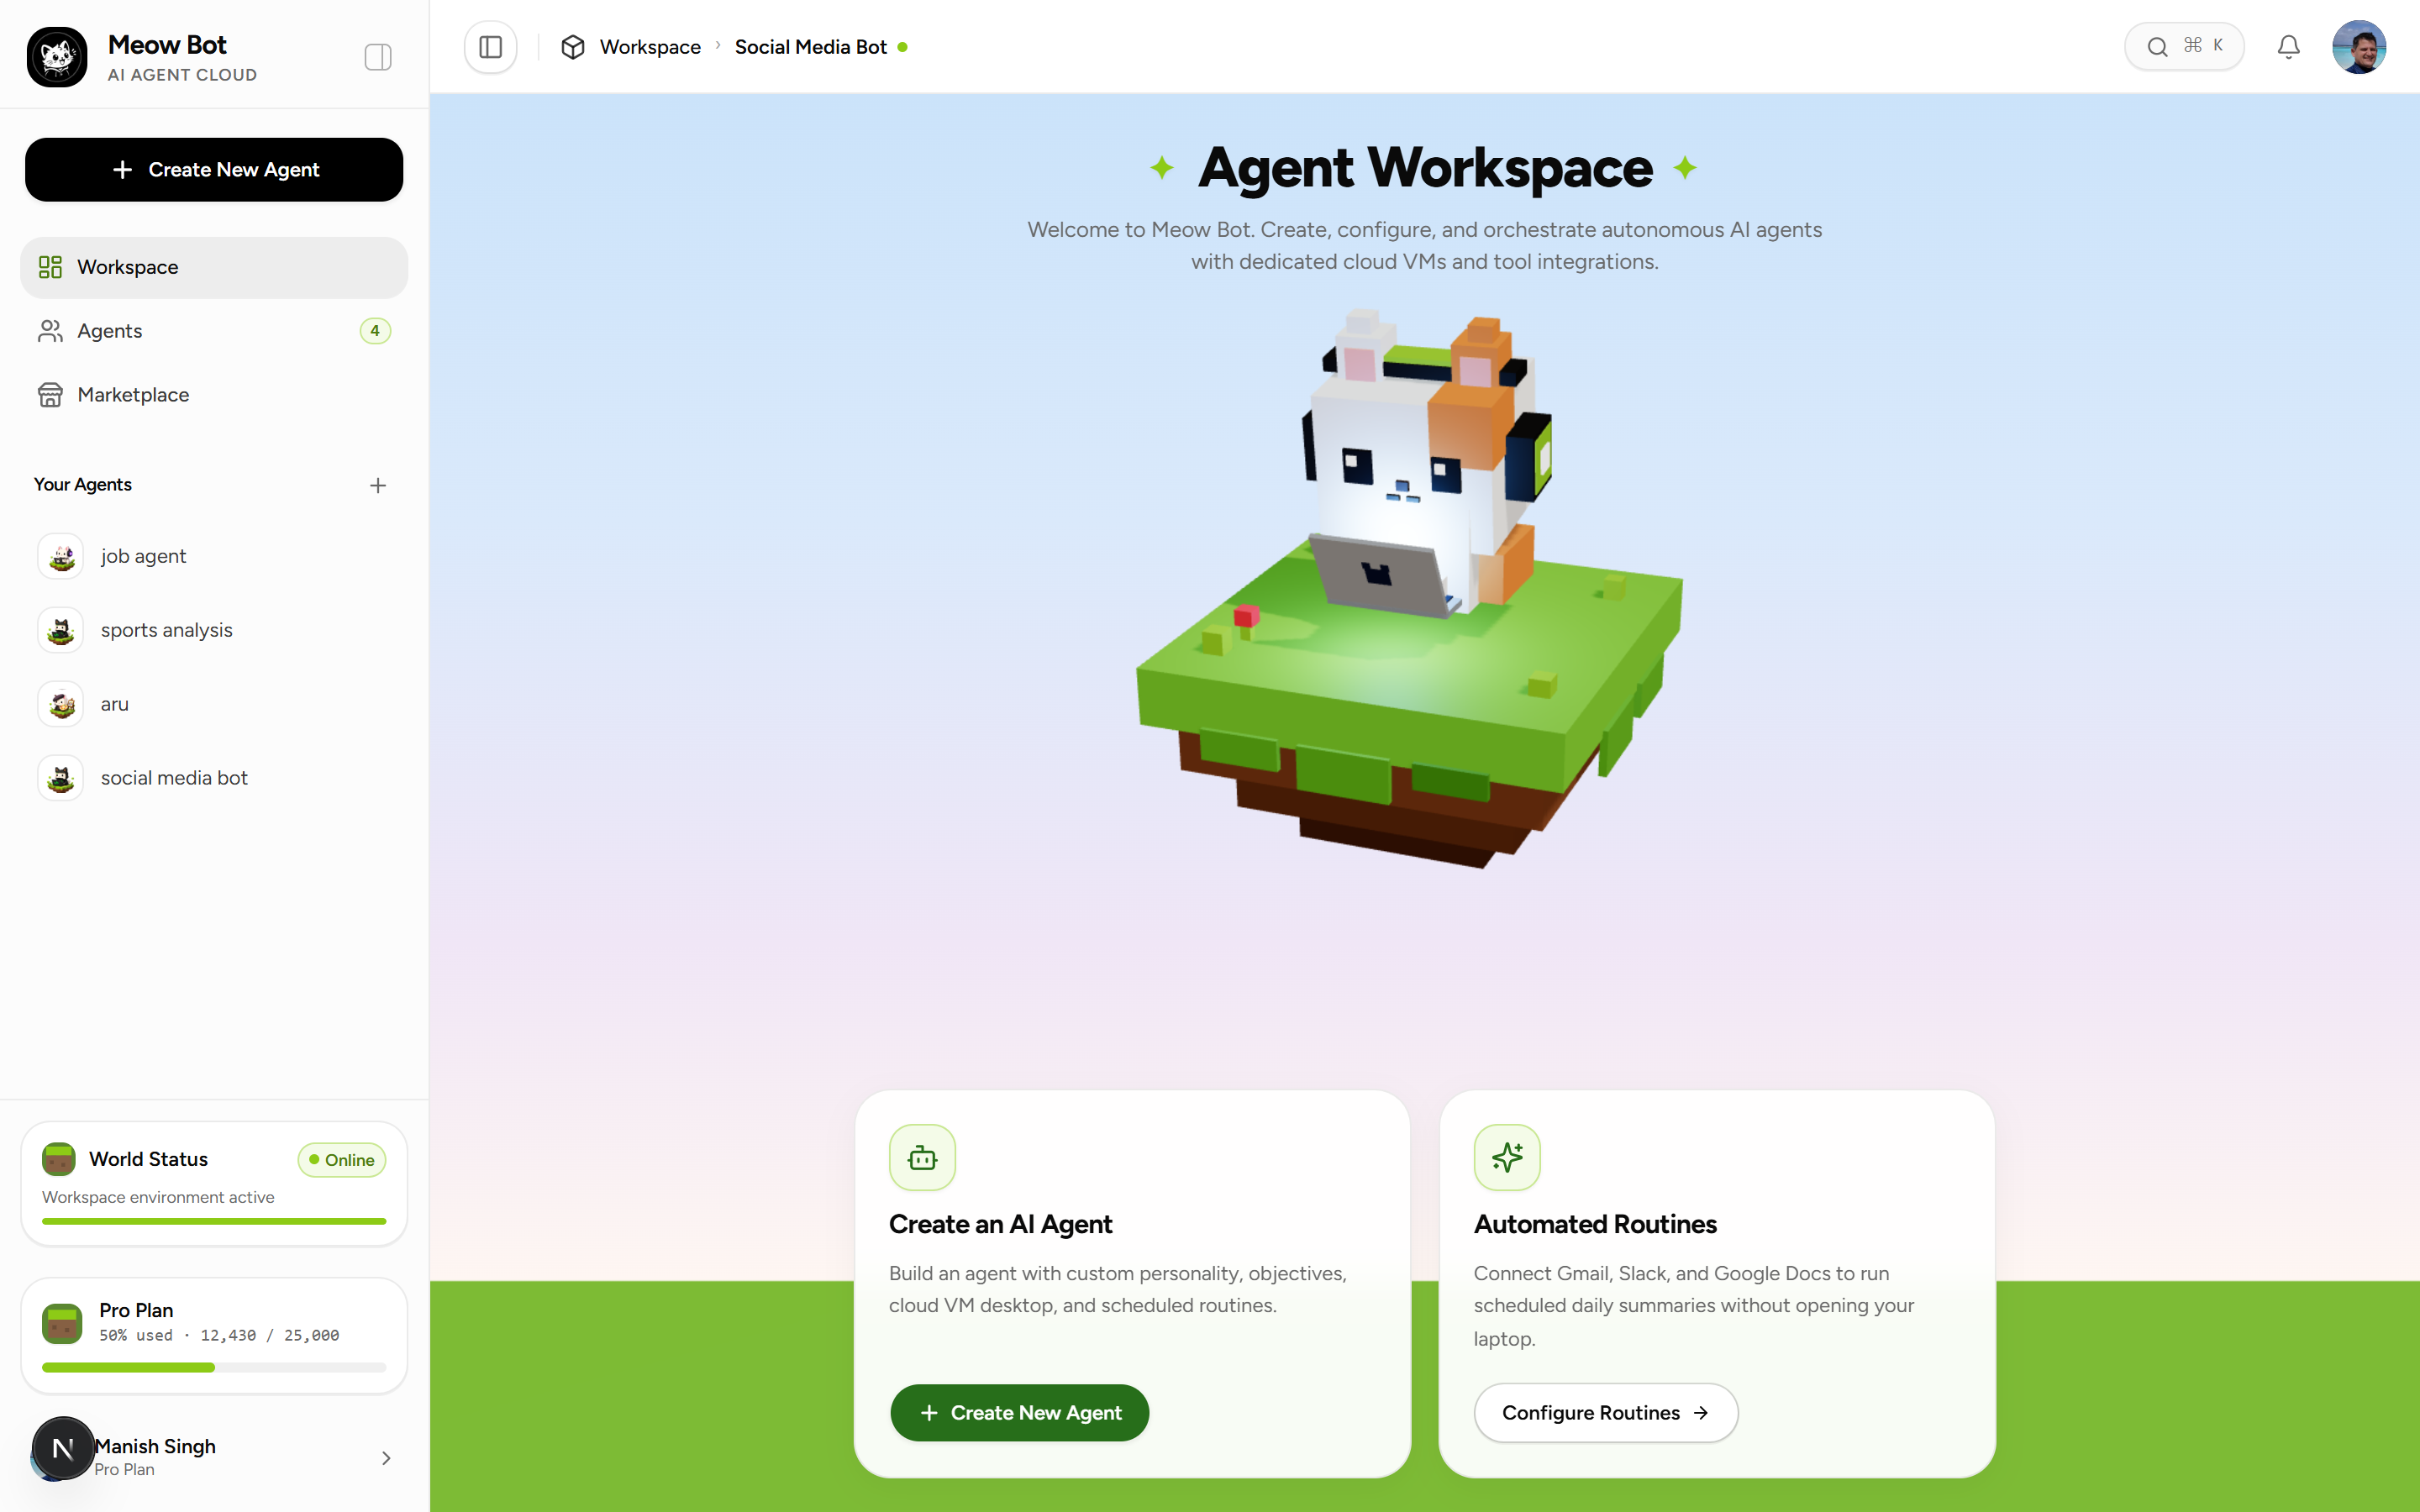 Meow Bot
AI AGENT CLOUD
Create New Agent
Workspace
Agents
4
Marketplace
Your Agents
job agent
sports analysis
aru
social media bot
World Status
Online
Workspace environment active
Pro Plan
50% used · 12,430 / 25,000
N
Manish Singh
Pro Plan
Workspace › Social Media Bot
⌘ K
Agent Workspace
Welcome to Meow Bot. Create, configure, and orchestrate autonomous AI agents
with dedicated cloud VMs and tool integrations.
Create an AI Agent
Build an agent with custom personality, objectives,
cloud VM desktop, and scheduled routines.
Create New Agent
Automated Routines
Connect Gmail, Slack, and Google Docs to run
scheduled daily summaries without opening your
laptop.
Configure Routines →